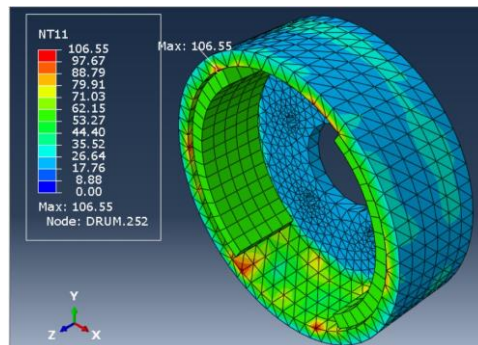 NT11
106.55
97.67
88.79
79.91
71.03
62.15
53.27
44.40
35.52
26.64
17.76
8.88
0.00
Max: 106.55
Node: DRUM.252
Max: 106.55
Y
Z
X